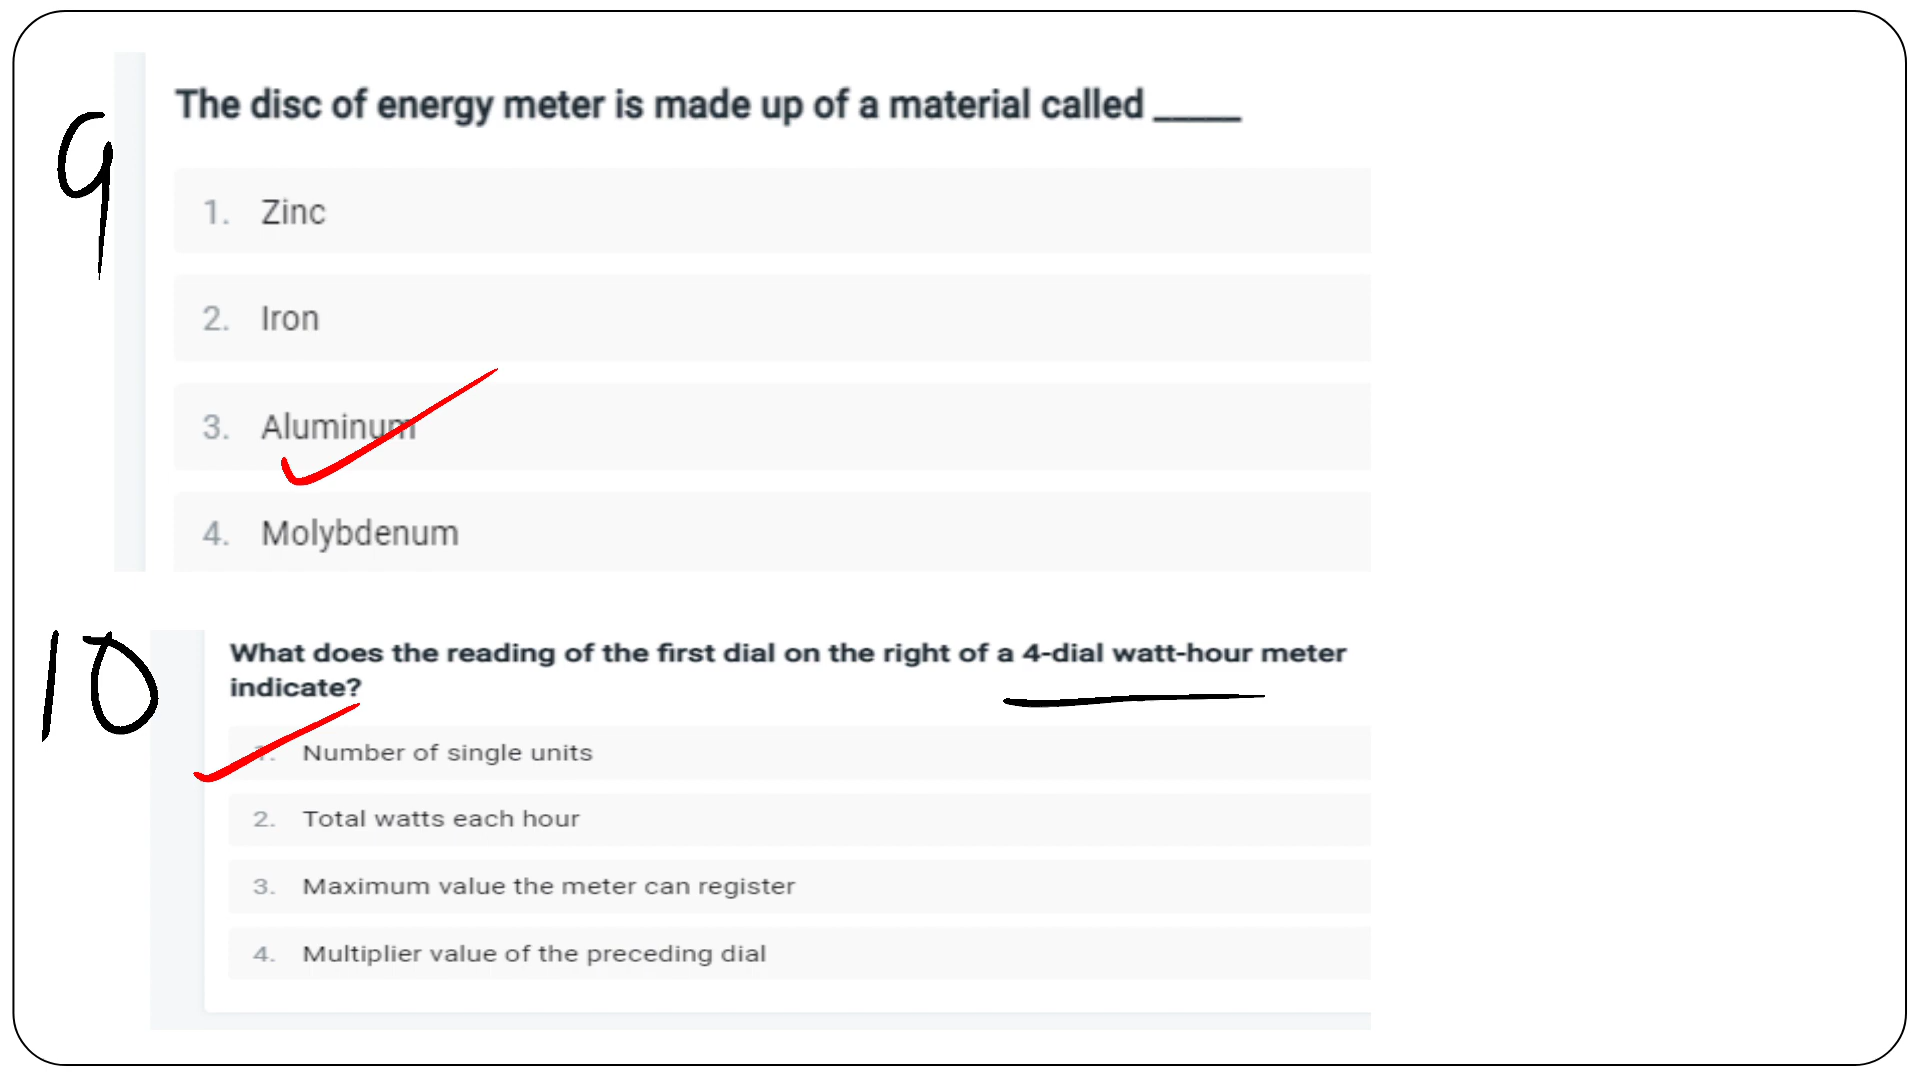 9
The disc of energy meter is made up of a material called _____
1. Zinc
2. Iron
3. Aluminum
4. Molybdenum
10
What does the reading of the first dial on the right of a 4-dial watt-hour meter
indicate?
1. Number of single units
2. Total watts each hour
3. Maximum value the meter can register
4. Multiplier value of the preceding dial